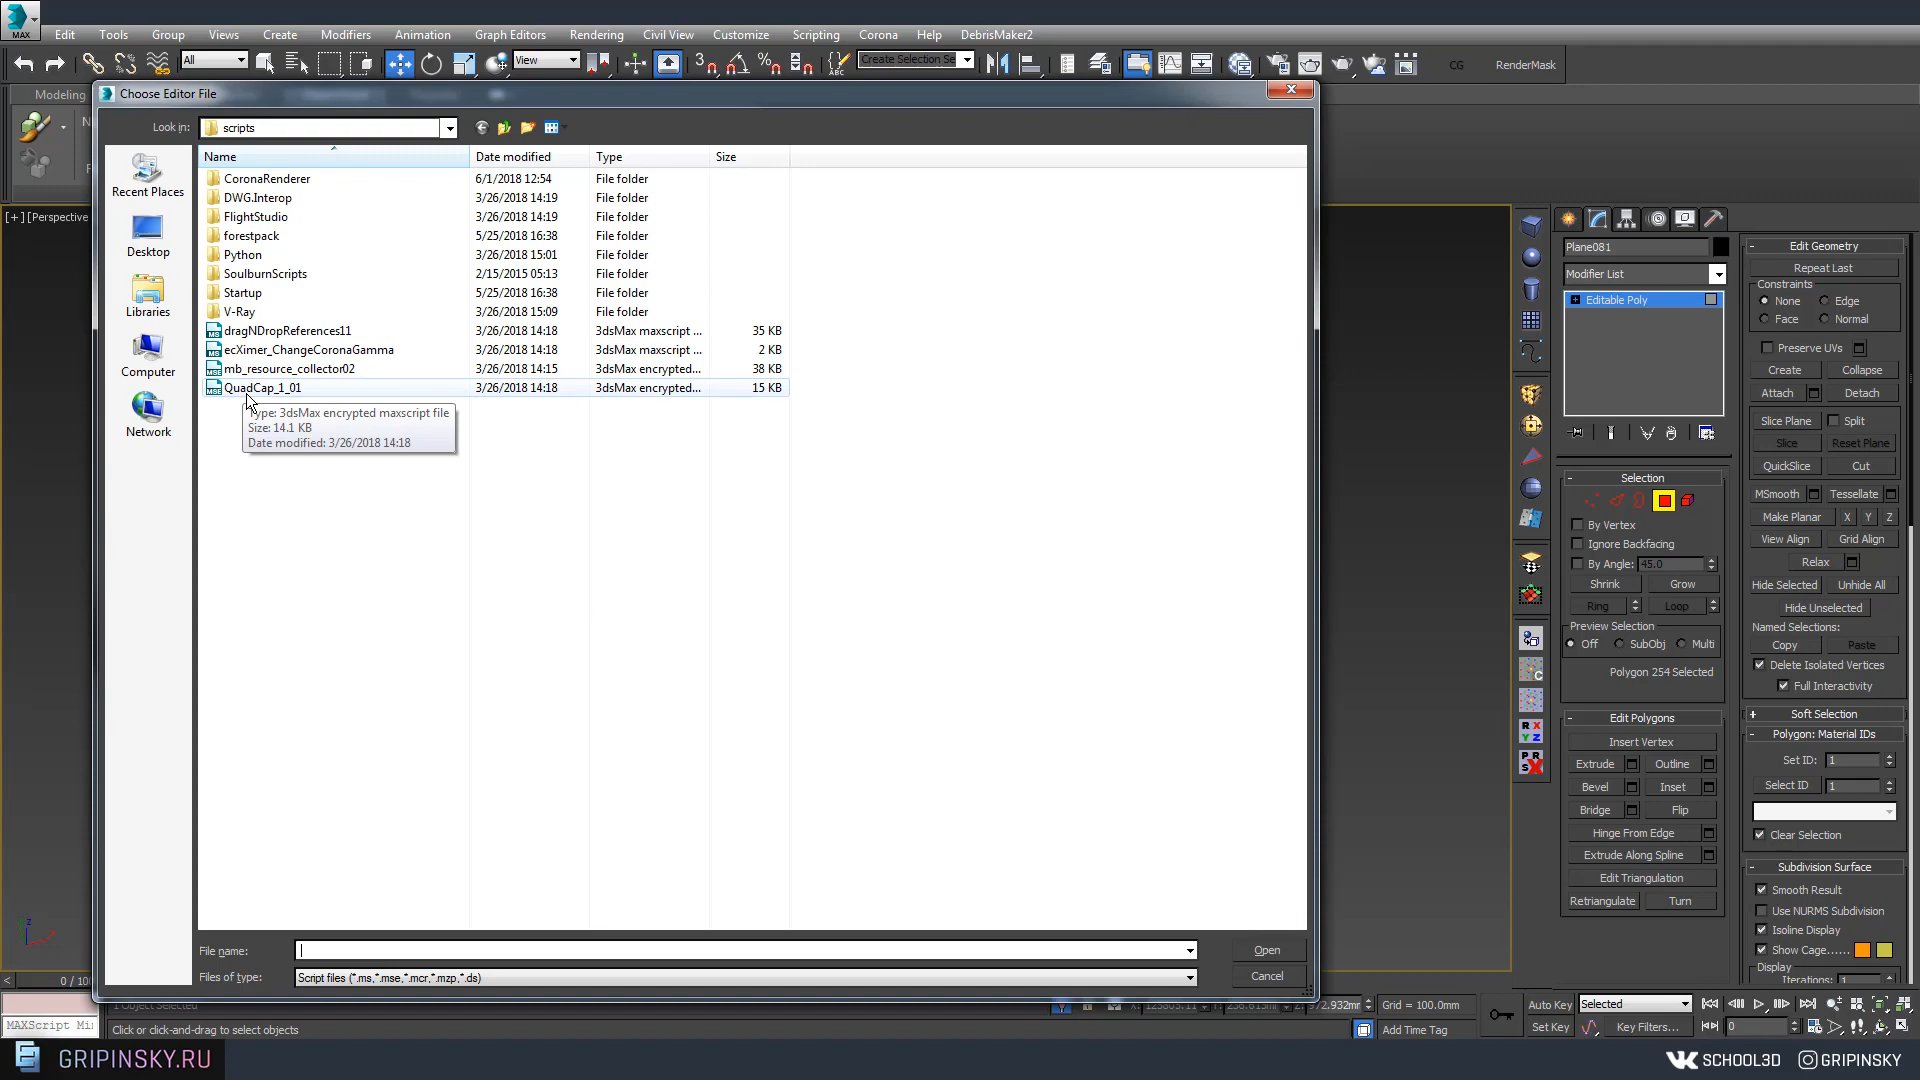 MAX
Edit Tools Group Views Create Modifiers Animation Graph Editors Rendering Civil View Customize Scripting Corona Help DebrisMaker2
All View 3 ABC Create Selection Se CG RenderMask
Modeling
Choose Editor File
Look in: scripts
Name Date modified Type Size
CoronaRenderer 6/1/2018 12:54 File folder
DWG.Interop 3/26/2018 14:19 File folder
FlightStudio 3/26/2018 14:19 File folder
forestpack 5/25/2018 16:38 File folder
Python 3/26/2018 15:01 File folder
SoulburnScripts 2/15/2015 05:13 File folder
Startup 5/25/2018 16:38 File folder
V-Ray 3/26/2018 15:09 File folder
dragNDropReferences11 3/26/2018 14:18 3dsMax maxscript ... 35 KB
ecXimer_ChangeCoronaGamma 3/26/2018 14:18 3dsMax maxscript ... 2 KB
mb_resource_collector02 3/26/2018 14:15 3dsMax encrypted... 38 KB
QuadCap_1_01 3/26/2018 14:18 3dsMax encrypted... 15 KB
Type: 3dsMax encrypted maxscript file
Size: 14.1 KB
Date modified: 3/26/2018 14:18
Recent Places
Desktop
Libraries
Computer
Network
File name: Open
Files of type: Script files (*.ms,*.mse,*.mcr,*.mzp,*.ds) Cancel
[+][Perspective
Plane081
Modifier List
Editable Poly
Selection
By Vertex
Ignore Backfacing
By Angle: 45.0
Shrink Grow
Ring Loop
Preview Selection
Off SubObj Multi
Polygon 254 Selected
Edit Polygons
Insert Vertex
Extrude Outline
Bevel Inset
Bridge Flip
Hinge From Edge
Extrude Along Spline
Edit Triangulation
Retriangulate Turn
Edit Geometry
Repeat Last
Constraints
None Edge
Face Normal
Preserve UVs
Create Collapse
Attach Detach
Slice Plane Split
Slice Reset Plane
QuickSlice Cut
MSmooth Tessellate
Make Planar X Y Z
View Align Grid Align
Relax
Hide Selected Unhide All
Hide Unselected
Named Selections:
Copy Paste
Delete Isolated Vertices
Full Interactivity
Soft Selection
Polygon: Material IDs
Set ID: 1
Select ID 1
Clear Selection
Subdivision Surface
Smooth Result
Use NURMS Subdivision
Isoline Display
Show Cage......
Display
Iterations: 1
0 / 100
1 Object Selected Grid = 100.0mm Auto Key Selected
MAXScript Mi Click or click-and-drag to select objects Add Time Tag Set Key Key Filters... 0
GRIPINSKY.RU SCHOOL3D GRIPINSKY